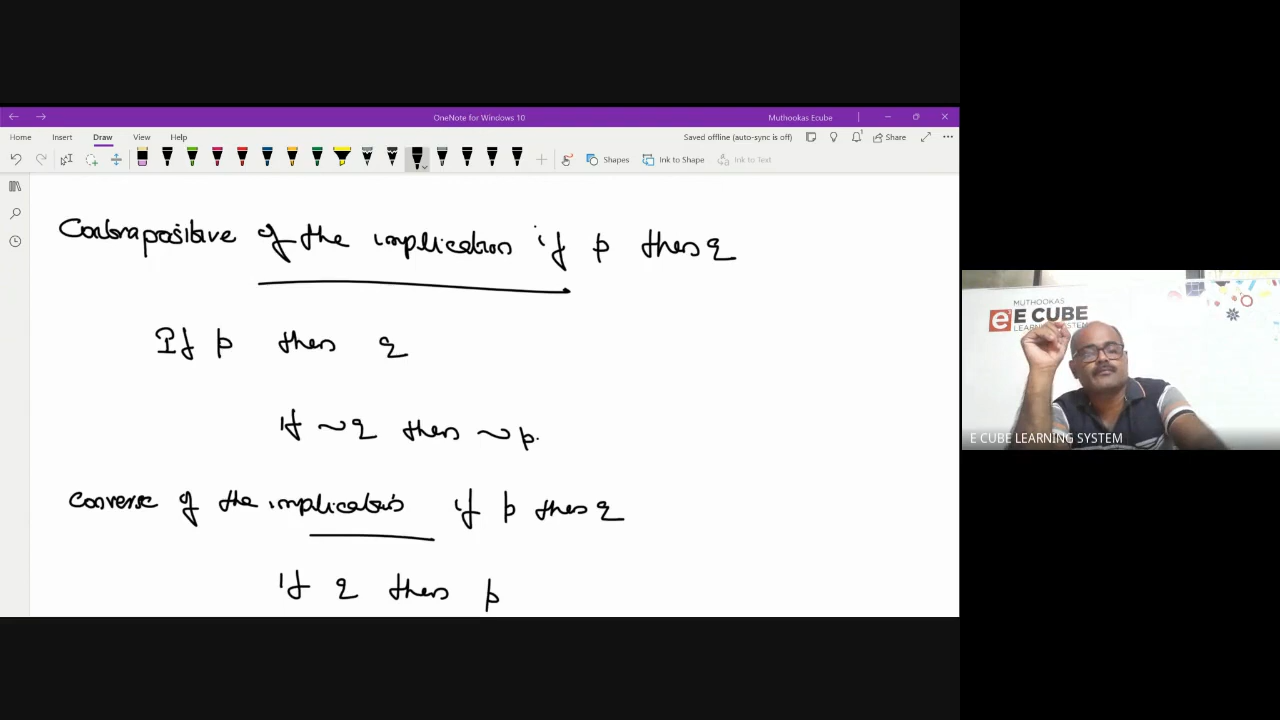 OneNote for Windows 10
Muthookas Ecube
Home Insert Draw View Help
Saved offline (auto-sync is off)
Share
Shapes
Ink to Shape
Ink to Text
Contrapositive of the implication if p then q
If p then q
If ~q then ~p.
Converse of the implication if p then q
If q then p
MUTHOOKAS
e E CUBE
LEARNING SYSTEM
E CUBE LEARNING SYSTEM